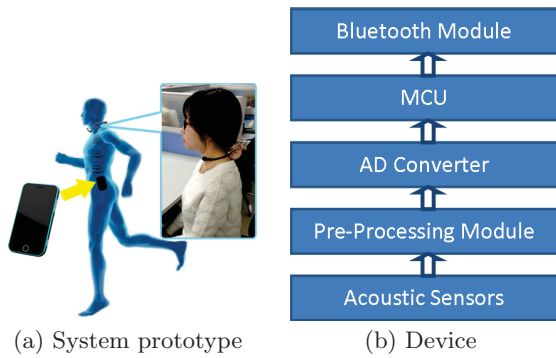 Bluetooth Module
MCU
AD Converter
Pre-Processing Module
Acoustic Sensors
(a) System prototype
(b) Device